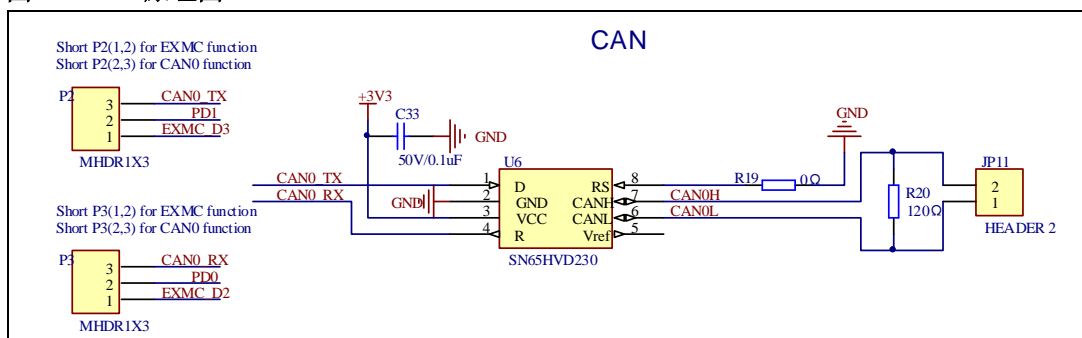 CAN
Short P2(1,2) for EXMC function
Short P2(2,3) for CAN0 function
P2
3 CAN0_TX
2 PD1
1 EXMC_D3
MHDR1X3
Short P3(1,2) for EXMC function
Short P3(2,3) for CAN0 function
P3
3 CAN0_RX
2 PD0
1 EXMC_D2
MHDR1X3
+3V3
C33
GND
50V/0.1uF
U6
CAN0_TX 1 D
GND 2 GND
3 VCC
CAN0_RX 4 R
RS 8
CANH 7 CAN0H
CANL 6 CAN0L
Vref 5
SN65HVD230
R19 0Ω
GND
R20
120Ω
JP11
2
1
HEADER 2